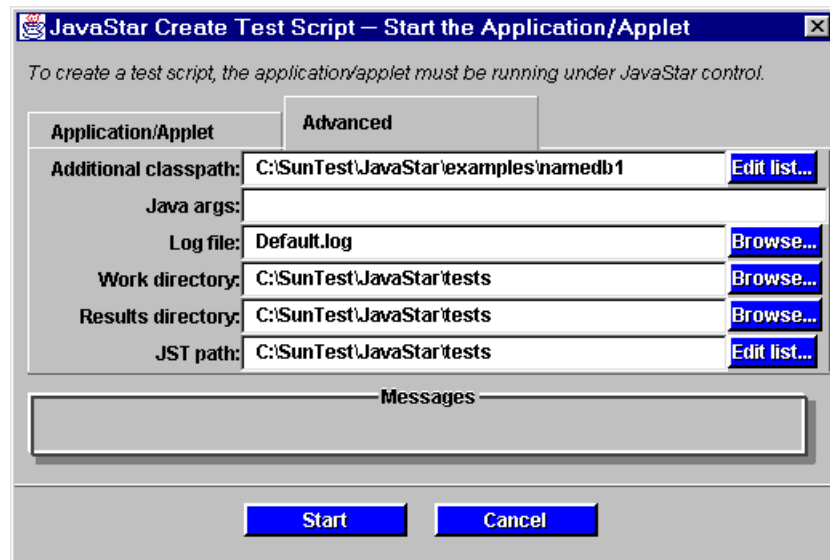 JavaStar Create Test Script — Start the Application/Applet
To create a test script, the application/applet must be running under JavaStar control.
Application/Applet Advanced
Additional classpath: C:\SunTest\JavaStar\examples\namedb1 Edit list...
Java args:
Log file: Default.log Browse...
Work directory: C:\SunTest\JavaStar\tests Browse...
Results directory: C:\SunTest\JavaStar\tests Browse...
JST path: C:\SunTest\JavaStar\tests Edit list...
Messages
Start Cancel